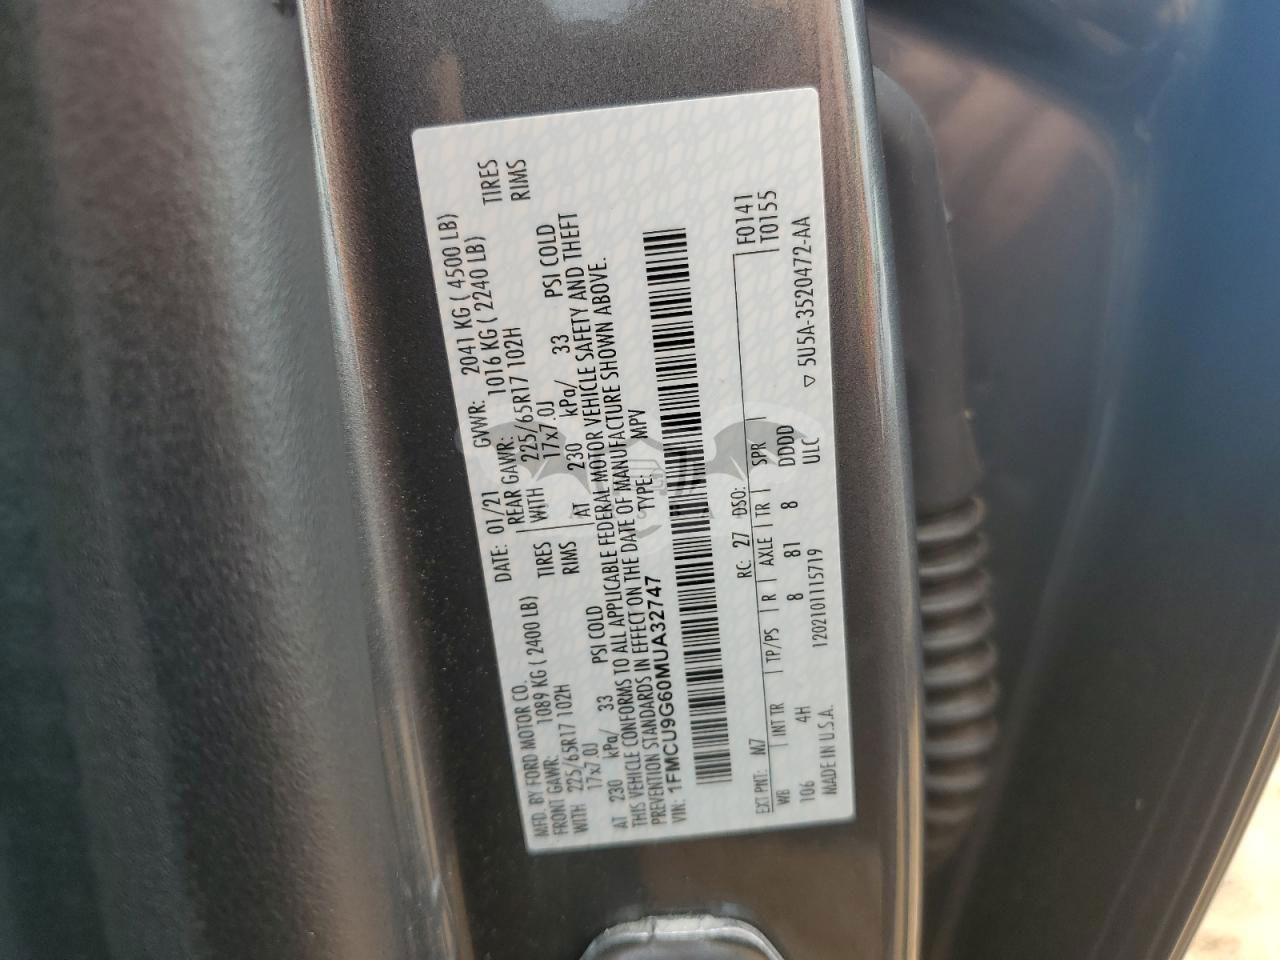 MFD. BY FORD MOTOR CO.
DATE: 01/21 GVWR: 2041 KG ( 4500 LB)
FRONT GAWR: 1089 KG ( 2400 LB) REAR GAWR: 1016 KG ( 2240 LB)
WITH 225/65R17 102H TIRES WITH 225/65R17 102H TIRES
17x7.0J RIMS 17x7.0J RIMS
AT 230 kPa/ 33 PSI COLD AT 230 kPa/ 33 PSI COLD
THIS VEHICLE CONFORMS TO ALL APPLICABLE FEDERAL MOTOR VEHICLE SAFETY AND THEFT
PREVENTION STANDARDS IN EFFECT ON THE DATE OF MANUFACTURE SHOWN ABOVE.
VIN: 1FMCU9G60MUA32747 TYPE: MPV
F0141
T0155
EXT PNT: M7 RC: 27 DSO:
WB INT TR TP/PS R AXLE TR SPR
106 4H 8 81 8 DDDD
ULC ▽ 5U5A-3520472-AA
MADE IN U.S.A. 1202101115719